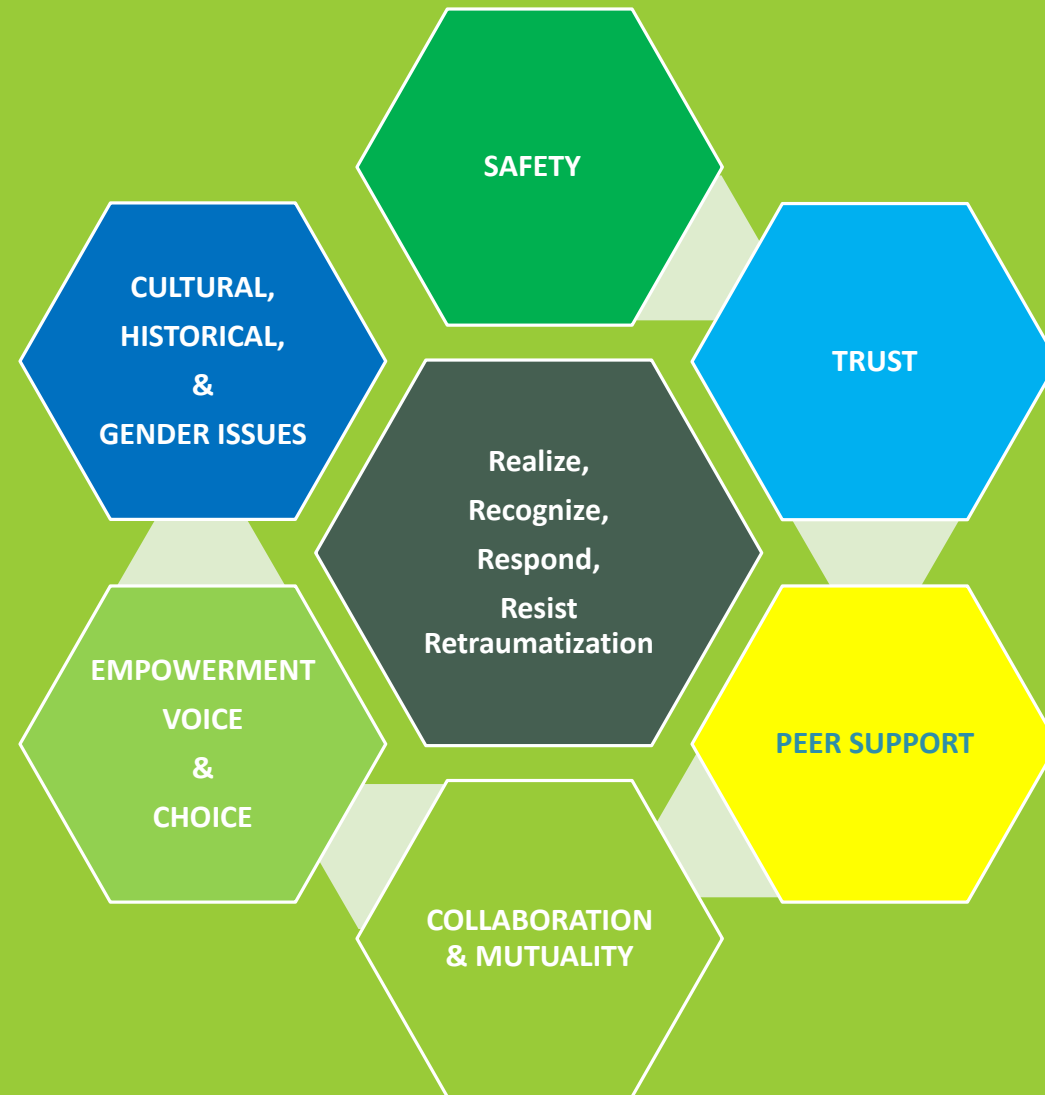 SAFETY
TRUST
PEER SUPPORT
COLLABORATION
& MUTUALITY
EMPOWERMENT
VOICE
&
CHOICE
CULTURAL,
HISTORICAL,
&
GENDER ISSUES
Realize,
Recognize,
Respond,
Resist
Retraumatization